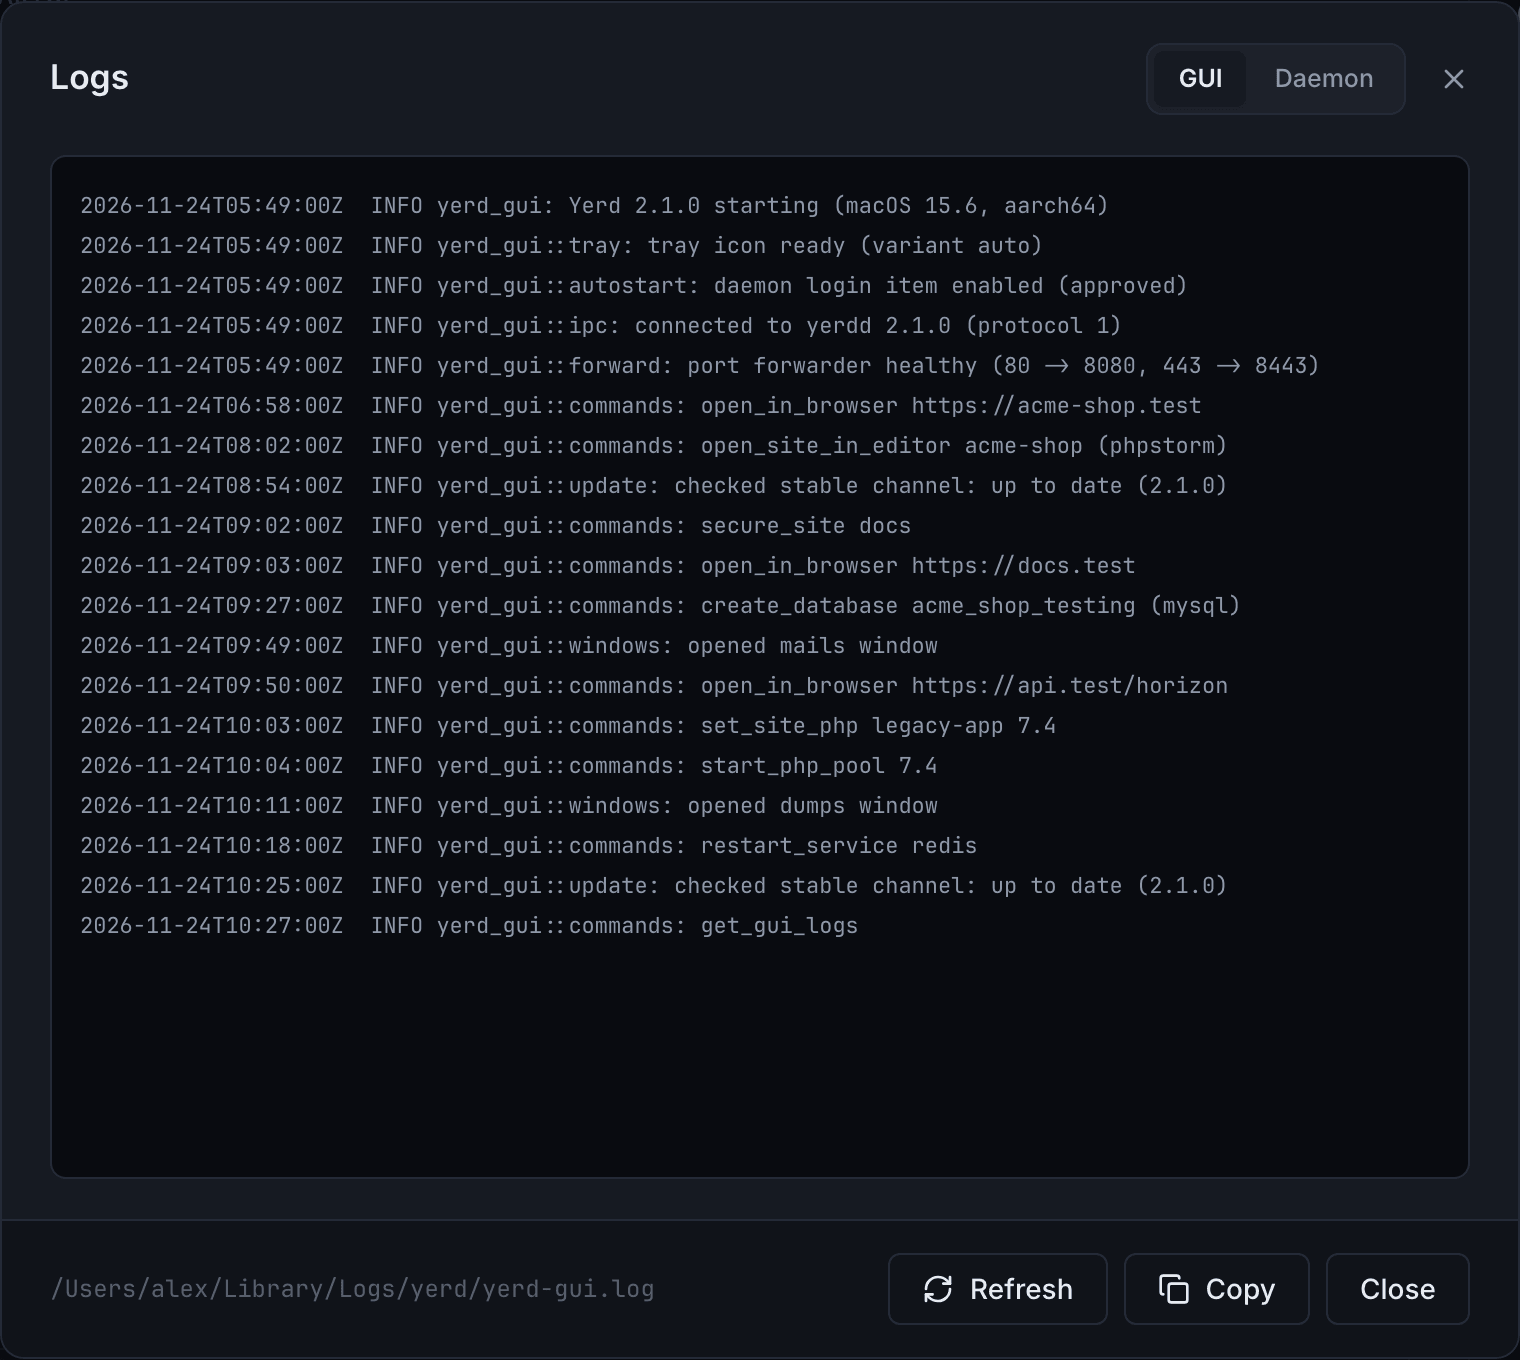 Logs
GUI
Daemon
2026-11-24T05:49:00Z  INFO yerd_gui: Yerd 2.1.0 starting (macOS 15.6, aarch64)
2026-11-24T05:49:00Z  INFO yerd_gui::tray: tray icon ready (variant auto)
2026-11-24T05:49:00Z  INFO yerd_gui::autostart: daemon login item enabled (approved)
2026-11-24T05:49:00Z  INFO yerd_gui::ipc: connected to yerdd 2.1.0 (protocol 1)
2026-11-24T05:49:00Z  INFO yerd_gui::forward: port forwarder healthy (80 -> 8080, 443 -> 8443)
2026-11-24T06:58:00Z  INFO yerd_gui::commands: open_in_browser https://acme-shop.test
2026-11-24T08:02:00Z  INFO yerd_gui::commands: open_site_in_editor acme-shop (phpstorm)
2026-11-24T08:54:00Z  INFO yerd_gui::update: checked stable channel: up to date (2.1.0)
2026-11-24T09:02:00Z  INFO yerd_gui::commands: secure_site docs
2026-11-24T09:03:00Z  INFO yerd_gui::commands: open_in_browser https://docs.test
2026-11-24T09:27:00Z  INFO yerd_gui::commands: create_database acme_shop_testing (mysql)
2026-11-24T09:49:00Z  INFO yerd_gui::windows: opened mails window
2026-11-24T09:50:00Z  INFO yerd_gui::commands: open_in_browser https://api.test/horizon
2026-11-24T10:03:00Z  INFO yerd_gui::commands: set_site_php legacy-app 7.4
2026-11-24T10:04:00Z  INFO yerd_gui::commands: start_php_pool 7.4
2026-11-24T10:11:00Z  INFO yerd_gui::windows: opened dumps window
2026-11-24T10:18:00Z  INFO yerd_gui::commands: restart_service redis
2026-11-24T10:25:00Z  INFO yerd_gui::update: checked stable channel: up to date (2.1.0)
2026-11-24T10:27:00Z  INFO yerd_gui::commands: get_gui_logs
/Users/alex/Library/Logs/yerd/yerd-gui.log
Refresh
Copy
Close